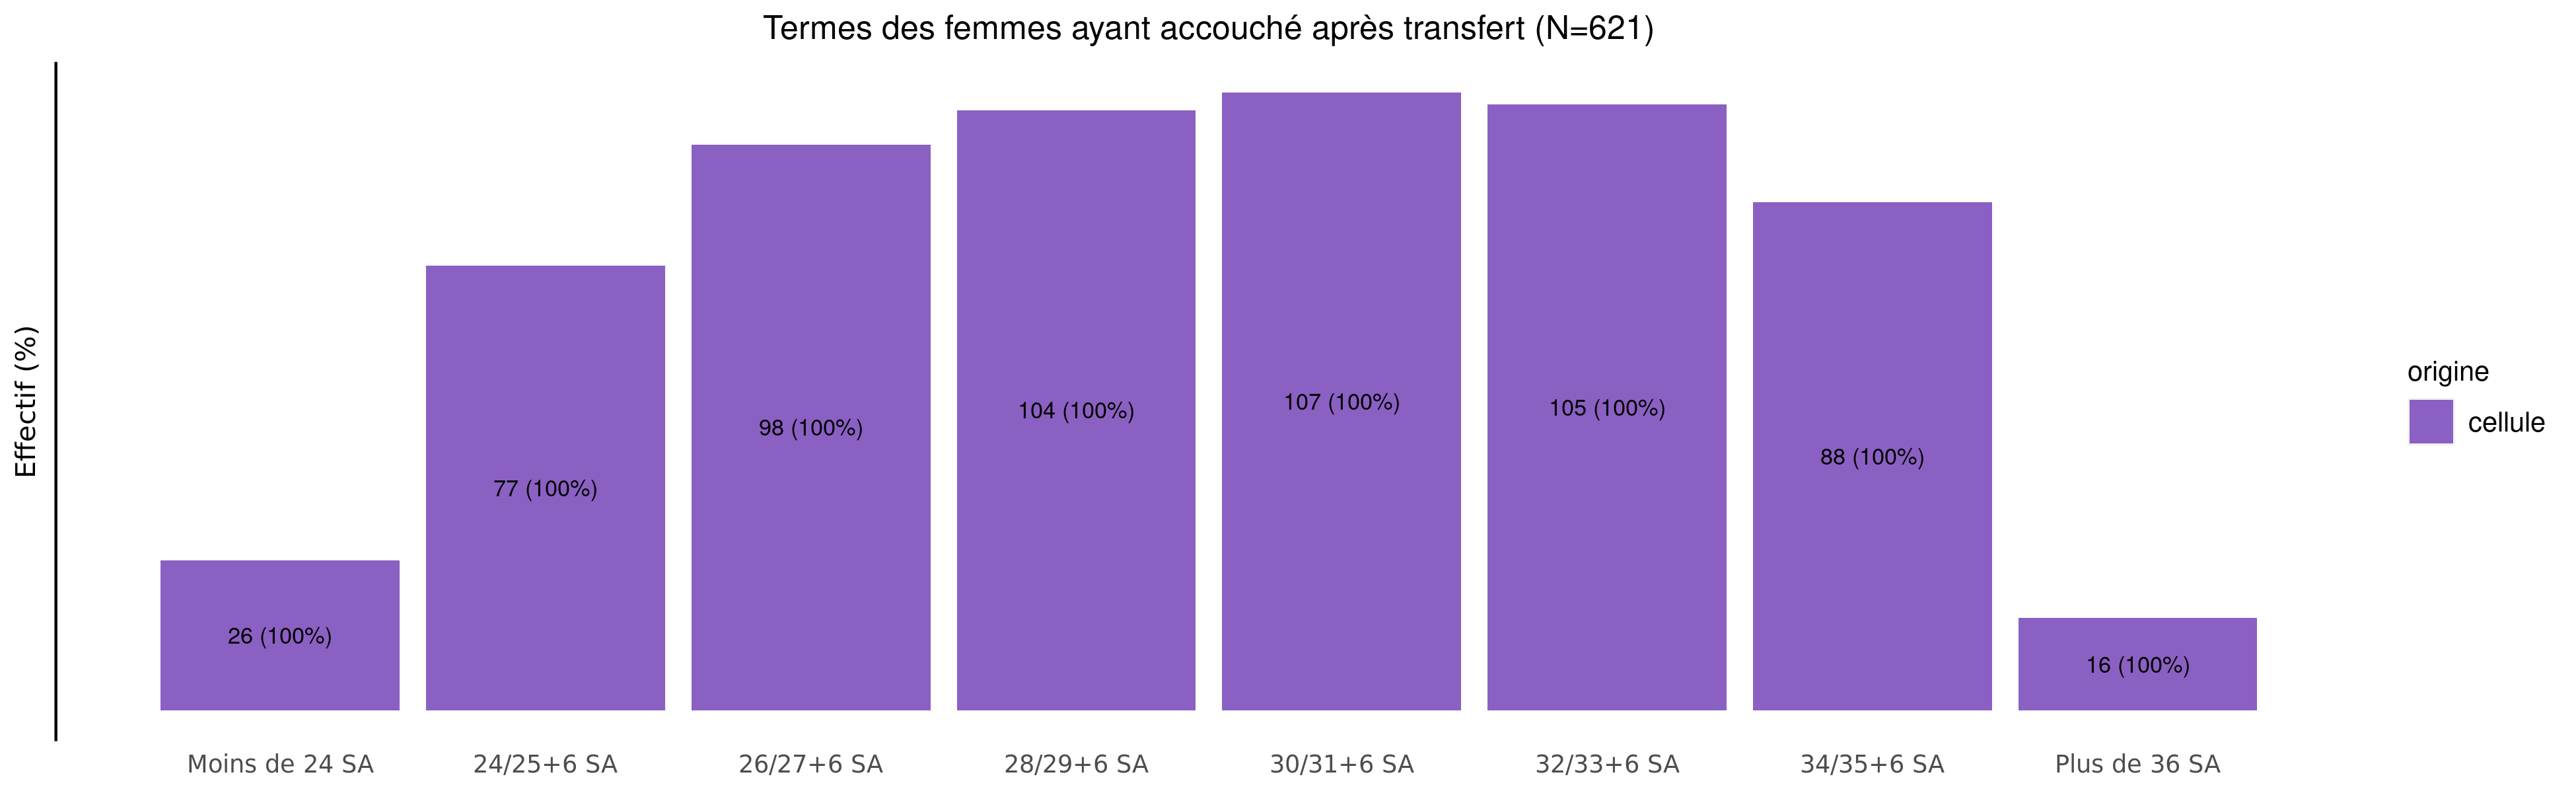 Termes des femmes ayant accouché après transfert (N=621)
Effectif (%)
26 (100%)
77 (100%)
98 (100%)
104 (100%)
107 (100%)
105 (100%)
88 (100%)
16 (100%)
Moins de 24 SA
24/25+6 SA
26/27+6 SA
28/29+6 SA
30/31+6 SA
32/33+6 SA
34/35+6 SA
Plus de 36 SA
origine
cellule